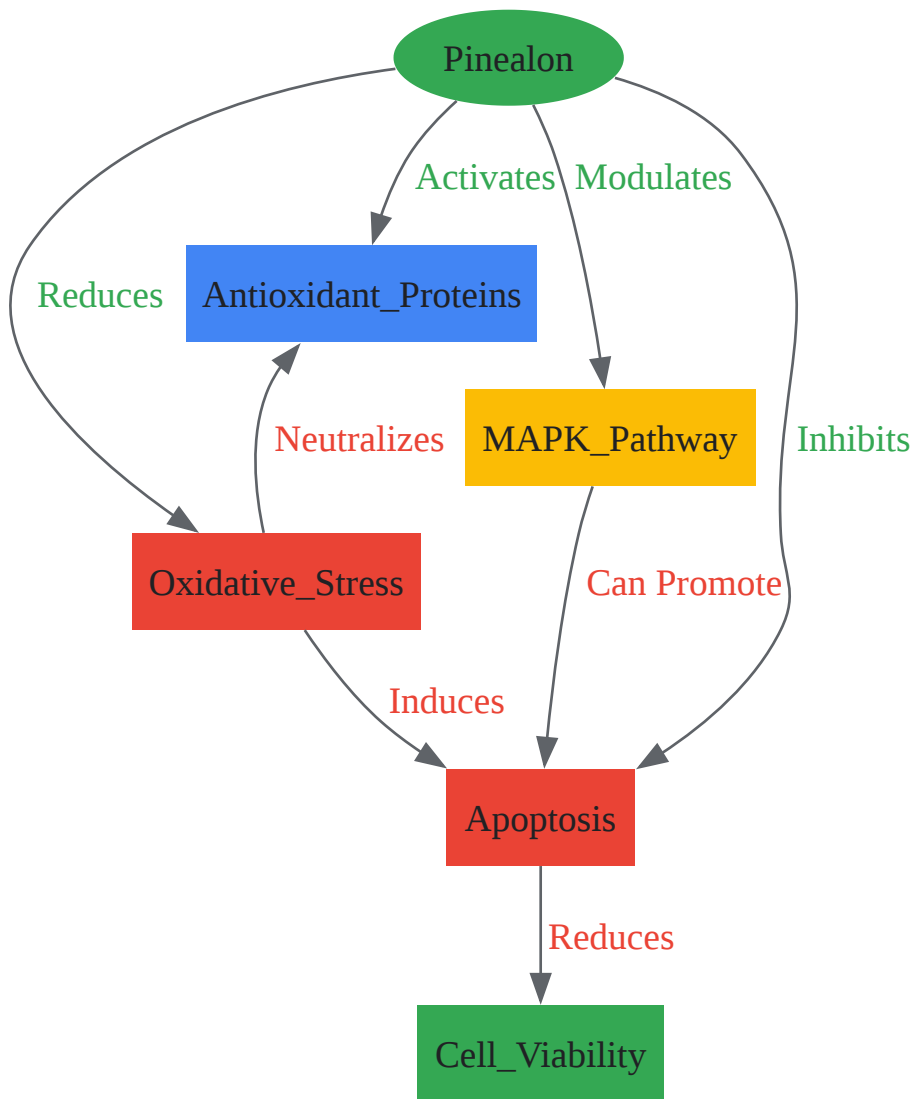 Pinealon
Activates
Modulates
Reduces
Antioxidant_Proteins
Neutralizes
MAPK_Pathway
Inhibits
Oxidative_Stress
Can Promote
Induces
Apoptosis
Reduces
Cell_Viability